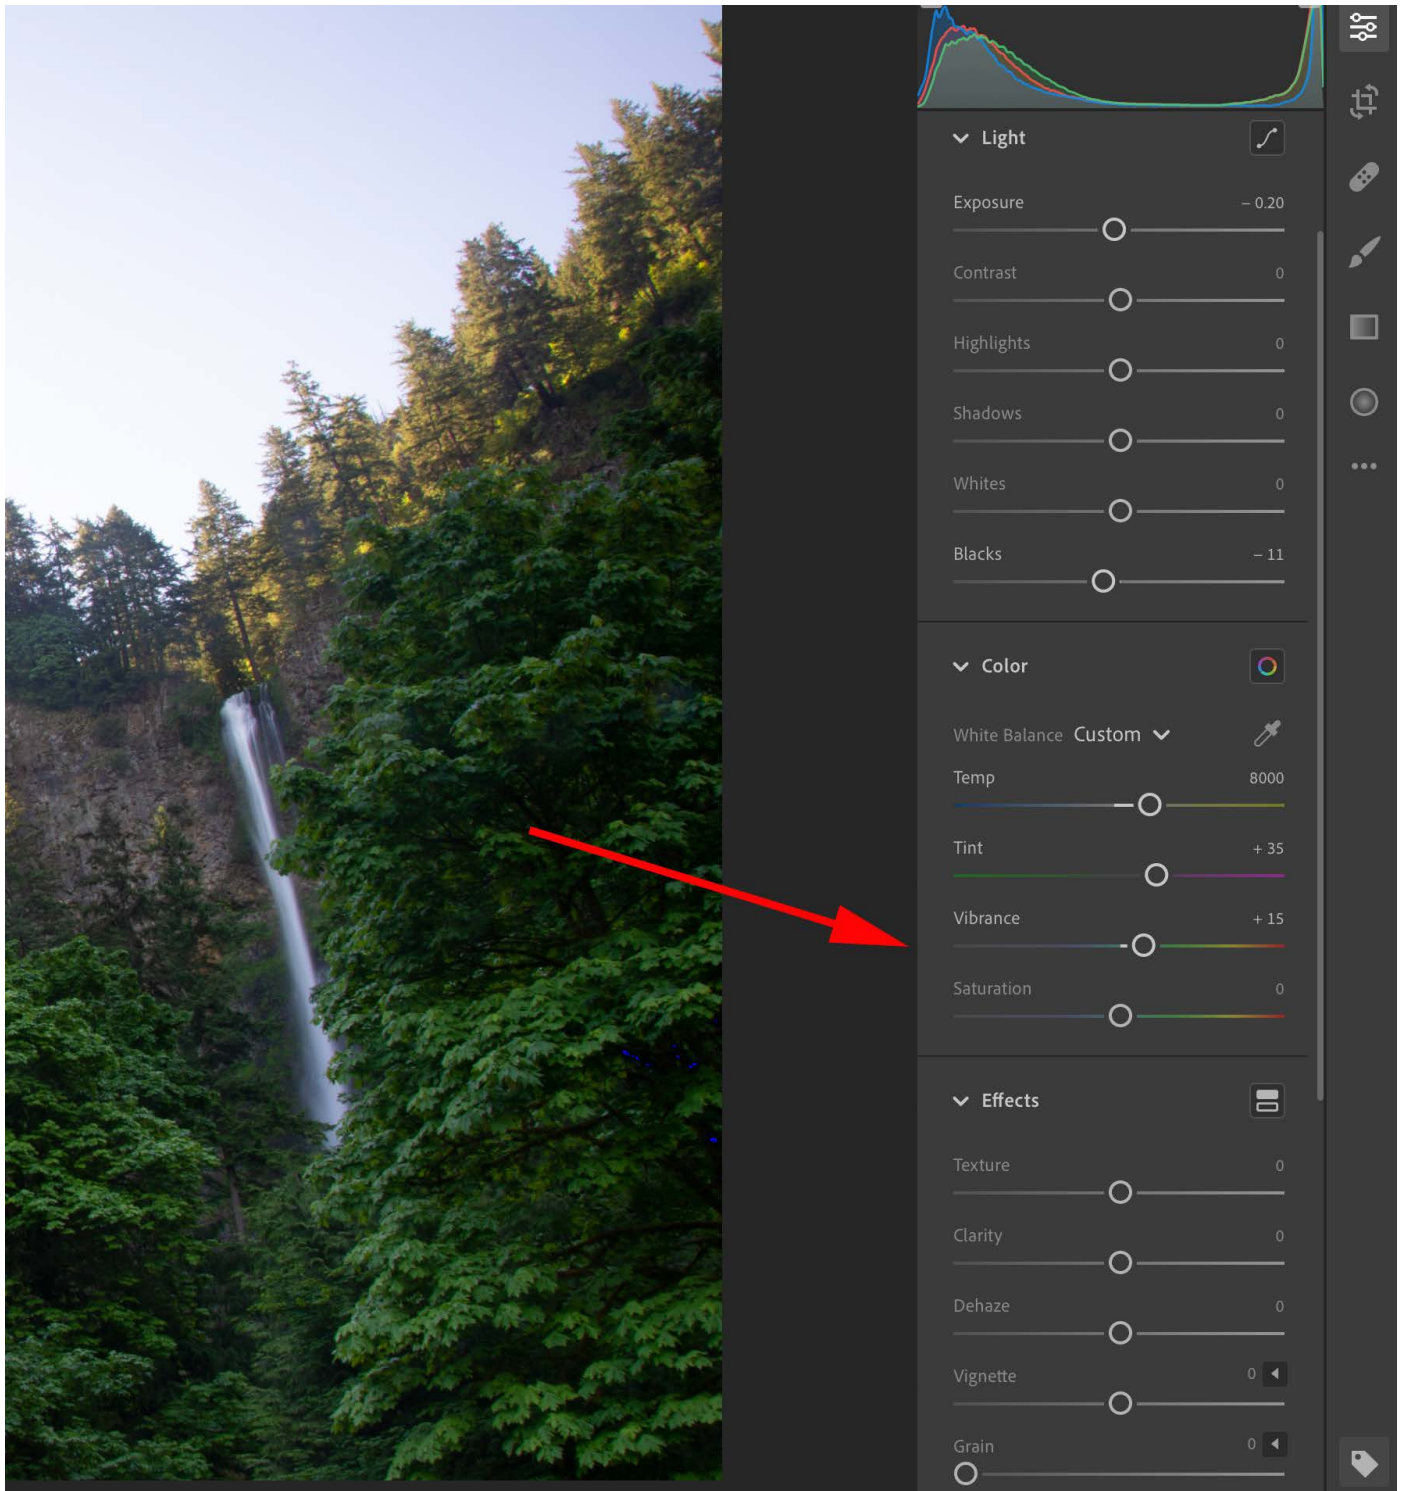 Light
Exposure – 0.20
Contrast 0
Highlights 0
Shadows 0
Whites 0
Blacks – 11
Color
White Balance Custom
Temp 8000
Tint + 35
Vibrance + 15
Saturation 0
Effects
Texture 0
Clarity 0
Dehaze 0
Vignette 0
Grain 0